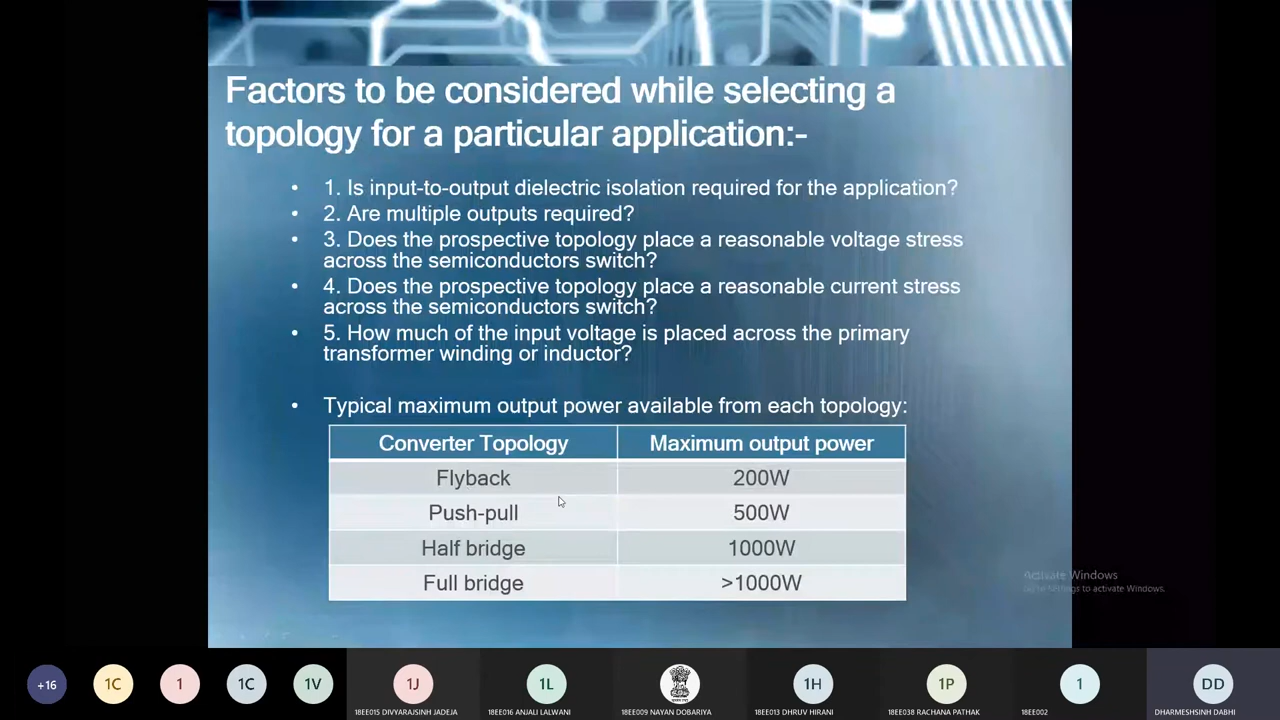 Factors to be considered while selecting a
topology for a particular application:-
• 1. Is input-to-output dielectric isolation required for the application?
• 2. Are multiple outputs required?
• 3. Does the prospective topology place a reasonable voltage stress
across the semiconductors switch?
• 4. Does the prospective topology place a reasonable current stress
across the semiconductors switch?
• 5. How much of the input voltage is placed across the primary
transformer winding or inductor?
• Typical maximum output power available from each topology:
Converter Topology Maximum output power
Flyback 200W
Push-pull 500W
Half bridge 1000W
Full bridge >1000W
Activate Windows
Go to Settings to activate Windows.
+16 1C 1 1C 1V 1J 1L 1H 1P 1 DD
18EE015 DIVYARAJSINH JADEJA 18EE016 ANJALI LALWANI 18EE009 NAYAN DOBARIYA 18EE013 DHRUV HIRANI 18EE038 RACHANA PATHAK 18EE002 DHARMESHSINH DABHI